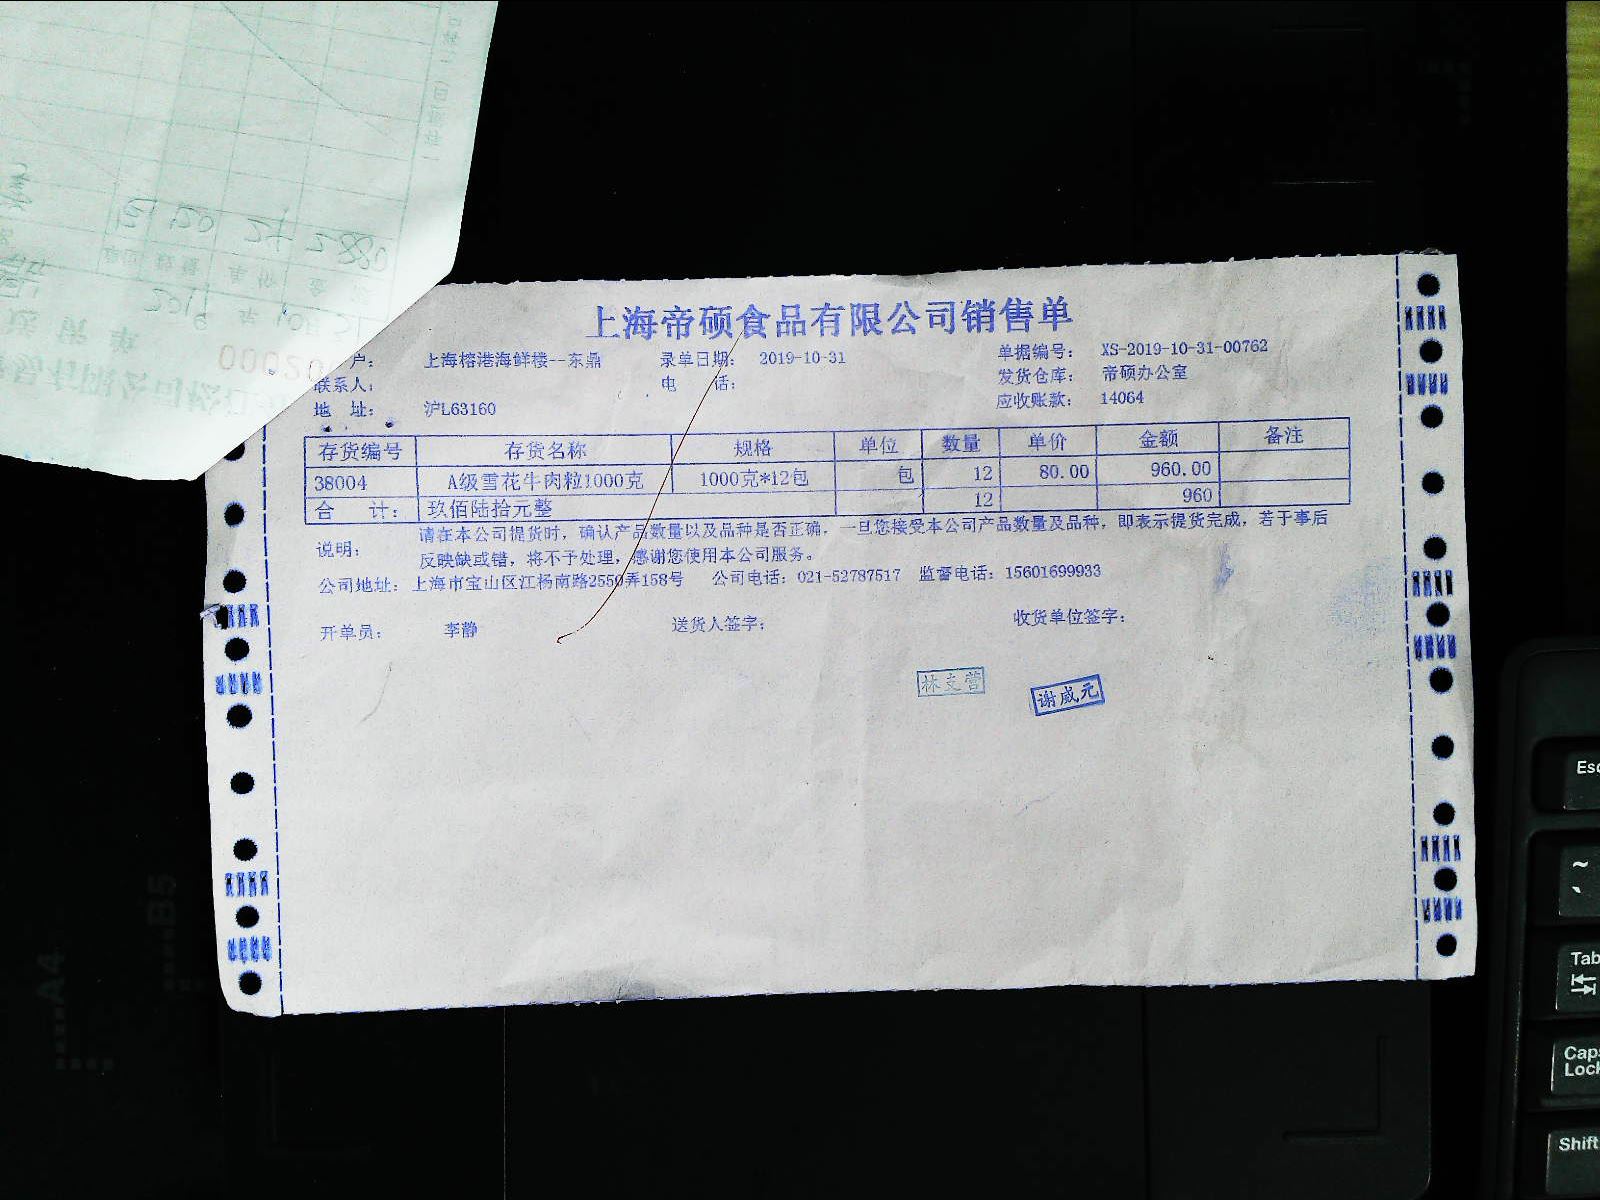 上海帝硕食品有限公司销售单
户： 上海榕港海鲜楼--东鼎 录单日期： 2019-10-31 单据编号： XS-2019-10-31-00762
联系人： 电 话： 发货仓库： 帝硕办公室
地 址： 沪L63160 应收账款： 14064
存货编号 存货名称 规格 单位 数量 单价 金额 备注
38004 A级雪花牛肉粒1000克 1000克*12包 包 12 80.00 960.00
合 计： 玖佰陆拾元整 12 960
说明： 请在本公司提货时，确认产品数量以及品种是否正确，一旦您接受本公司产品数量及品种，即表示提货完成，若于事后
反映缺或错，将不予处理，感谢您使用本公司服务。
公司地址： 上海市宝山区江杨南路2550弄158号 公司电话：021-52787517 监督电话：15601699933
开单员： 李静 送货人签字： 收货单位签字：
谢威元
00020
2019 年 10 31
120 24 2880
Esc
~
Tab
Caps
Lock
Shift
A4
B5